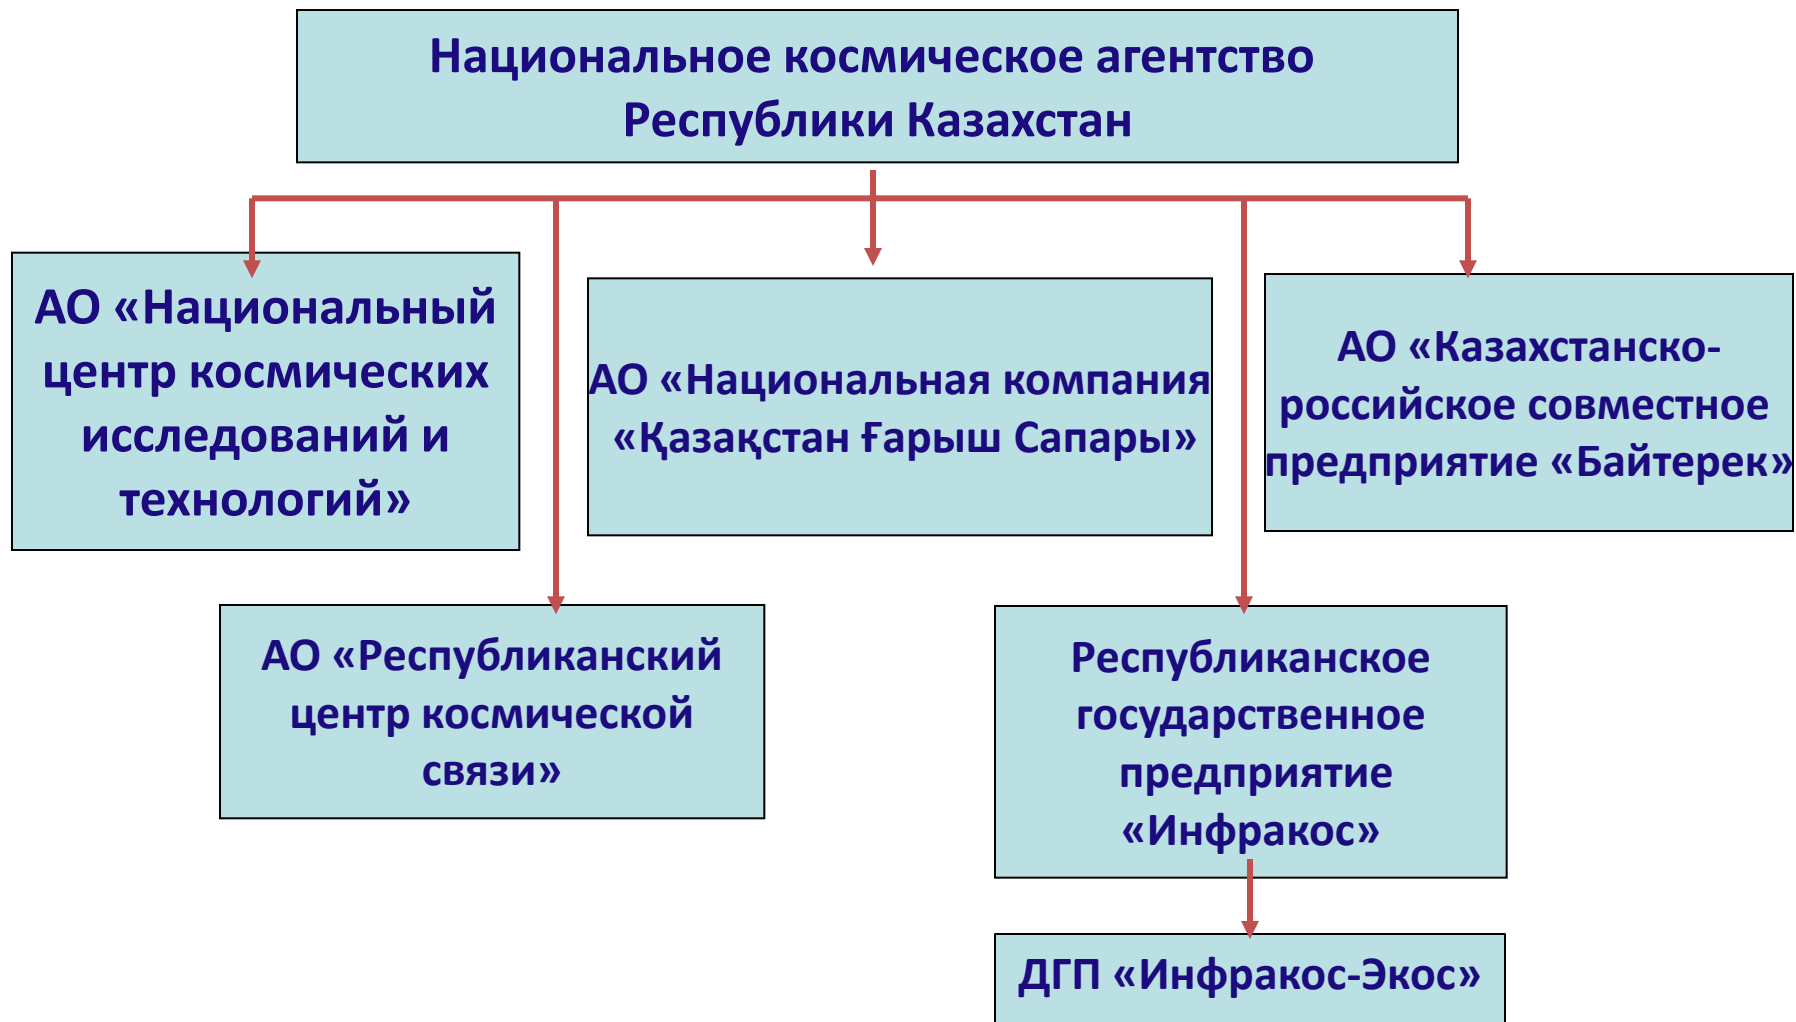 Национальное космическое агентство
Республики Казахстан
АО «Национальный
центр космических
исследований и
технологий»
АО «Национальная компания
«Қазақстан Ғарыш Сапары»
АО «Казахстанско-
российское совместное
предприятие «Байтерек»
АО «Республиканский
центр космической
связи»
Республиканское
государственное
предприятие
«Инфракос»
ДГП «Инфракос-Экос»